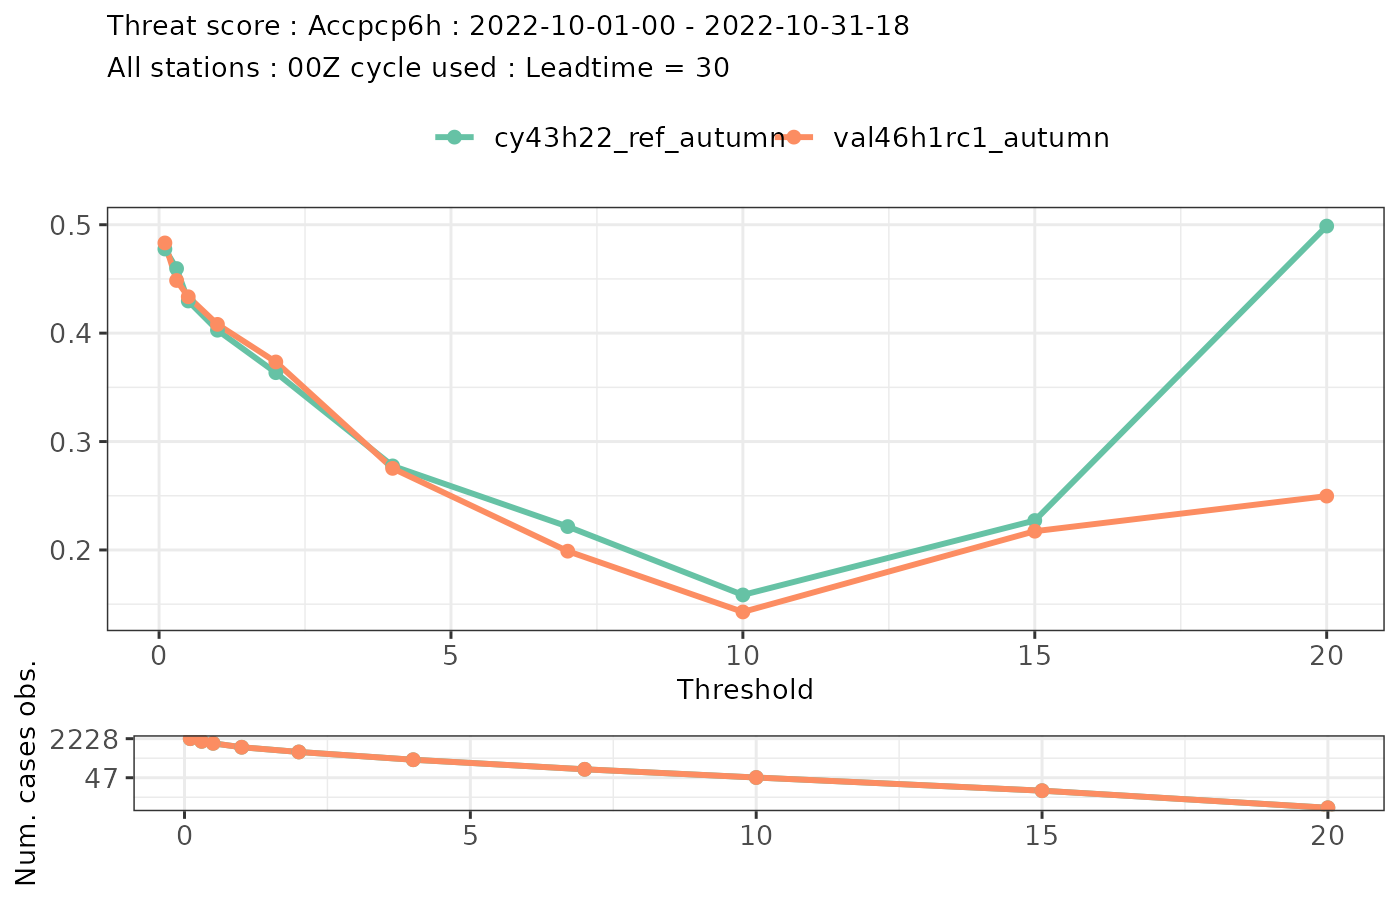 Threat score : Accpcp6h : 2022-10-01-00 - 2022-10-31-18
All stations : 00Z cycle used : Leadtime = 30
cy43h22_ref_autumn val46h1rc1_autumn
0.5
0.4
0.3
0.2
0 5 10 15 20
Threshold
Num. cases obs.
2228
47
0 5 10 15 20